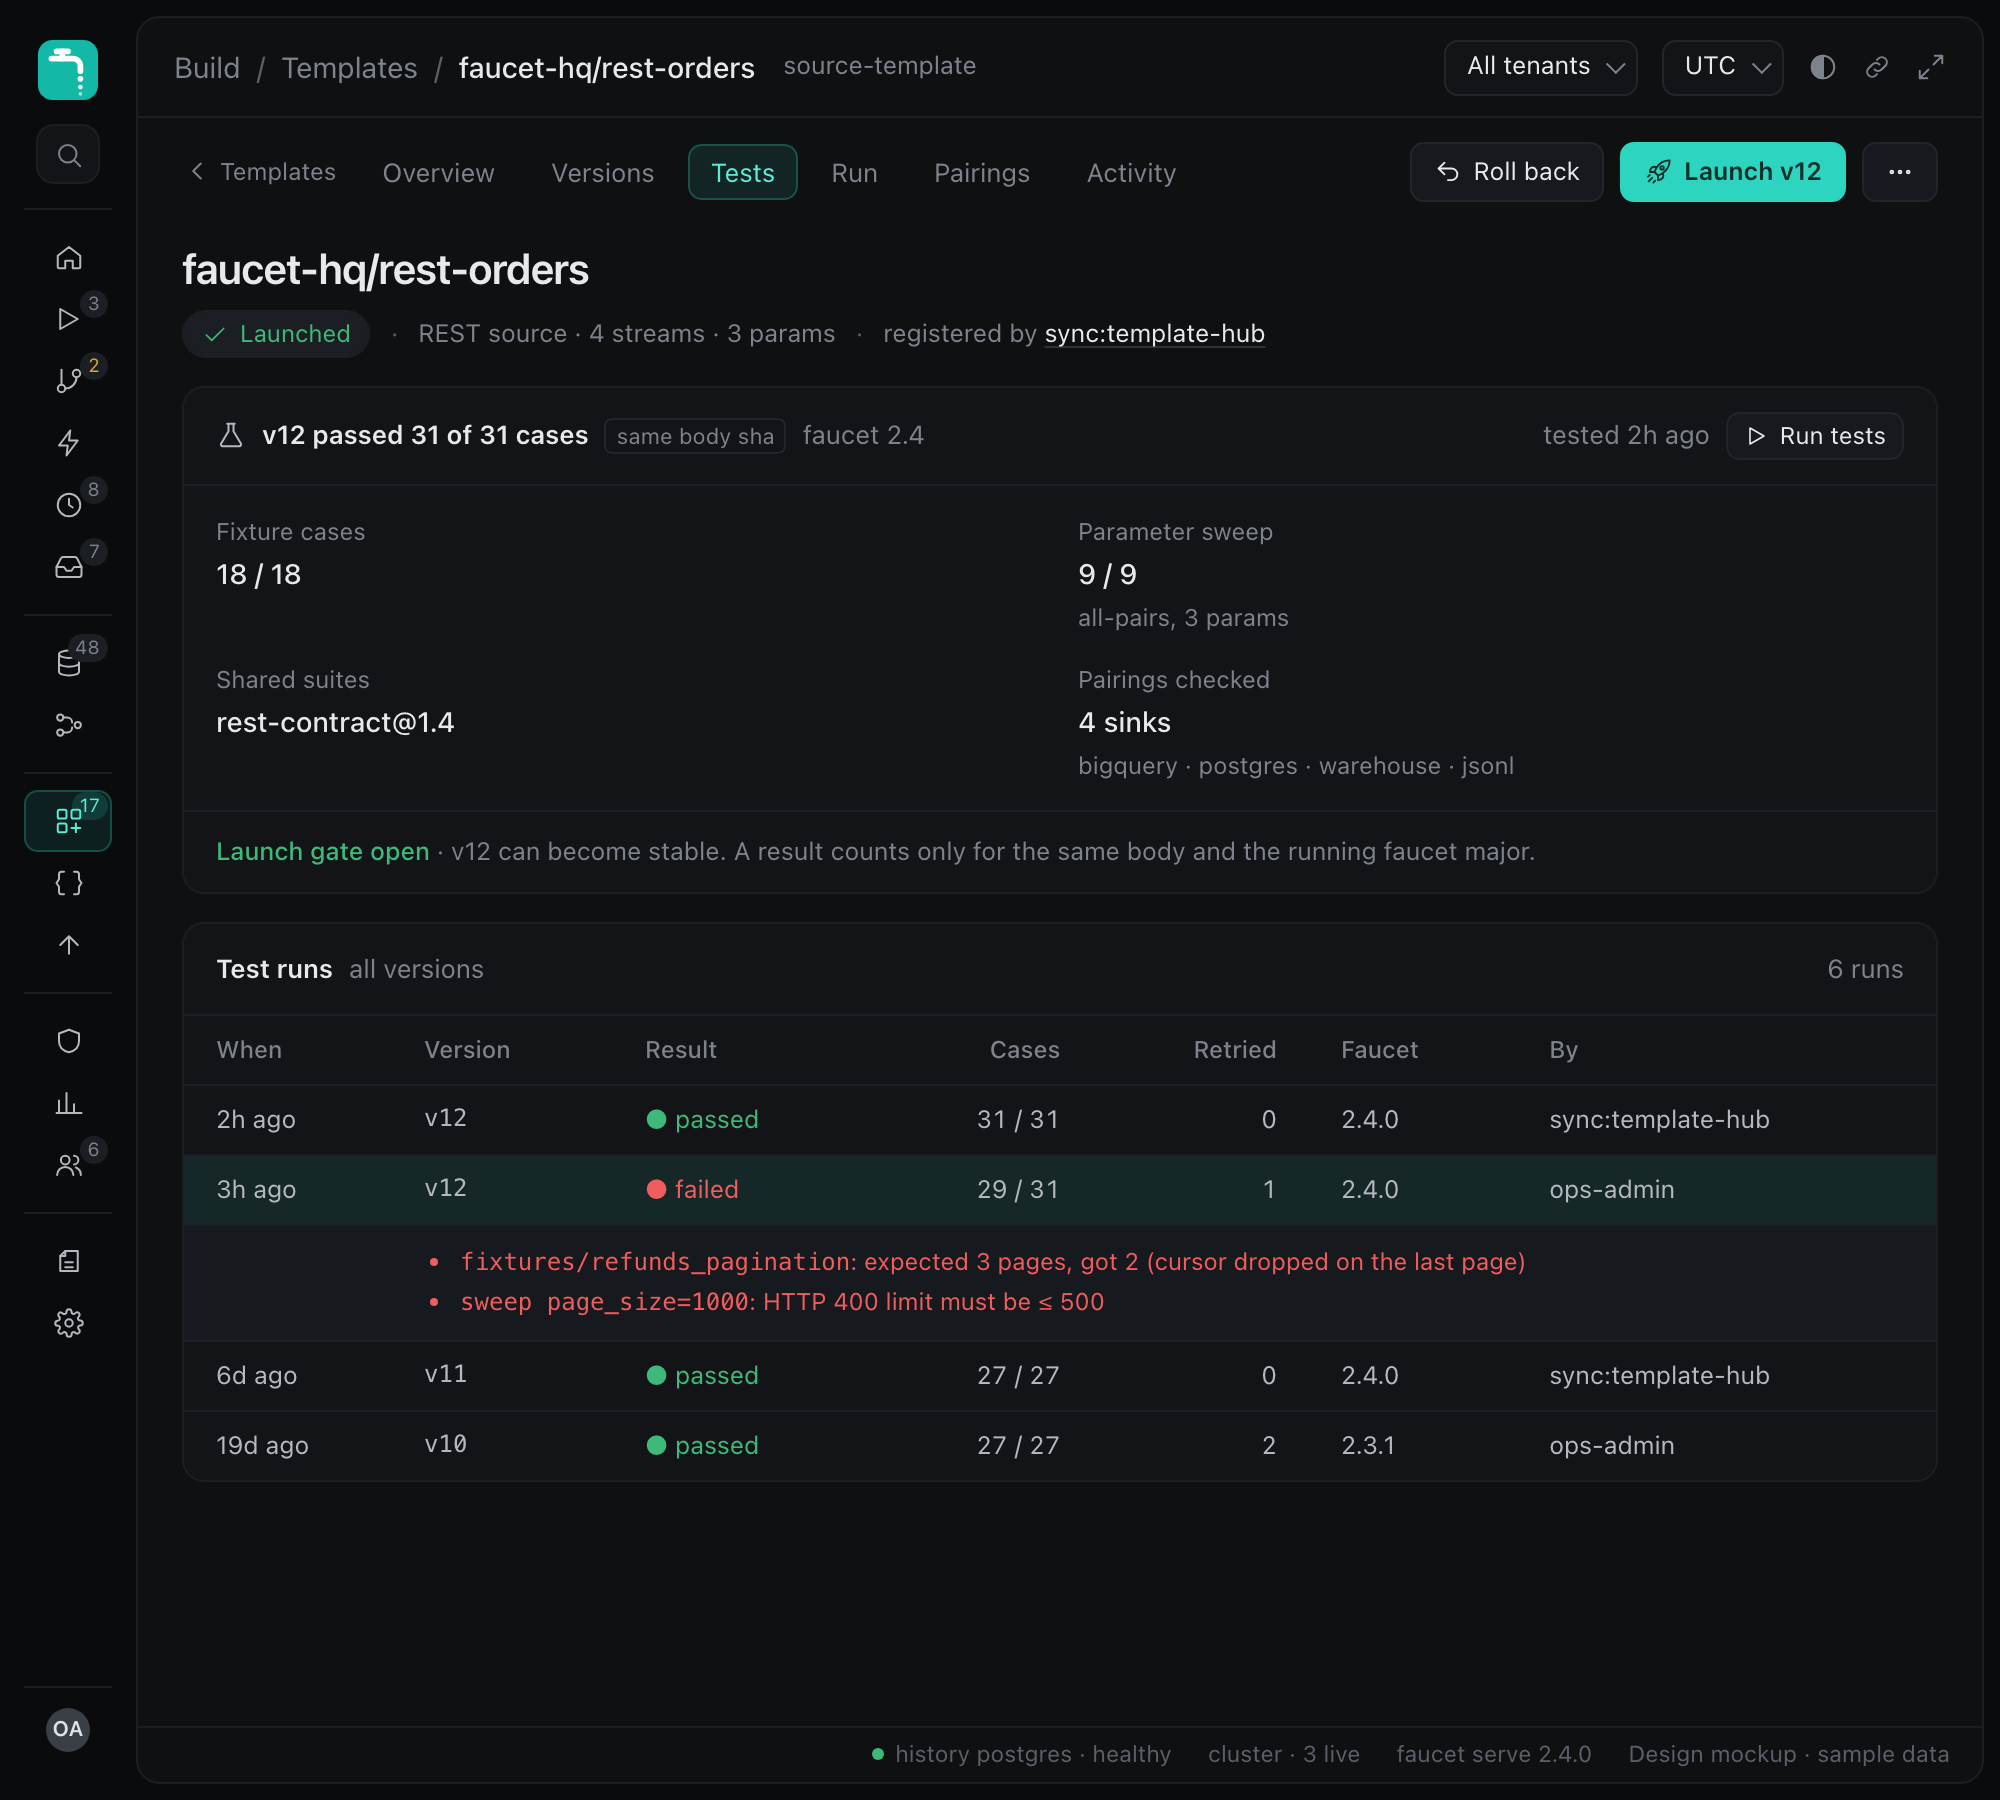 Build / Templates / faucet-hq/rest-orders source-template All tenants UTC
Templates Overview Versions Tests Run Pairings Activity Roll back Launch v12
faucet-hq/rest-orders
Launched · REST source · 4 streams · 3 params · registered by sync:template-hub
v12 passed 31 of 31 cases same body sha faucet 2.4 tested 2h ago Run tests
Fixture cases Parameter sweep
18 / 18 9 / 9
all-pairs, 3 params
Shared suites Pairings checked
rest-contract@1.4 4 sinks
bigquery · postgres · warehouse · jsonl
Launch gate open · v12 can become stable. A result counts only for the same body and the running faucet major.
Test runs all versions 6 runs
When Version Result Cases Retried Faucet By
2h ago v12 passed 31 / 31 0 2.4.0 sync:template-hub
3h ago v12 failed 29 / 31 1 2.4.0 ops-admin
• fixtures/refunds_pagination: expected 3 pages, got 2 (cursor dropped on the last page)
• sweep page_size=1000: HTTP 400 limit must be ≤ 500
6d ago v11 passed 27 / 27 0 2.4.0 sync:template-hub
19d ago v10 passed 27 / 27 2 2.3.1 ops-admin
history postgres · healthy cluster · 3 live faucet serve 2.4.0 Design mockup · sample data
3
2
8
7
48
17
6
OA